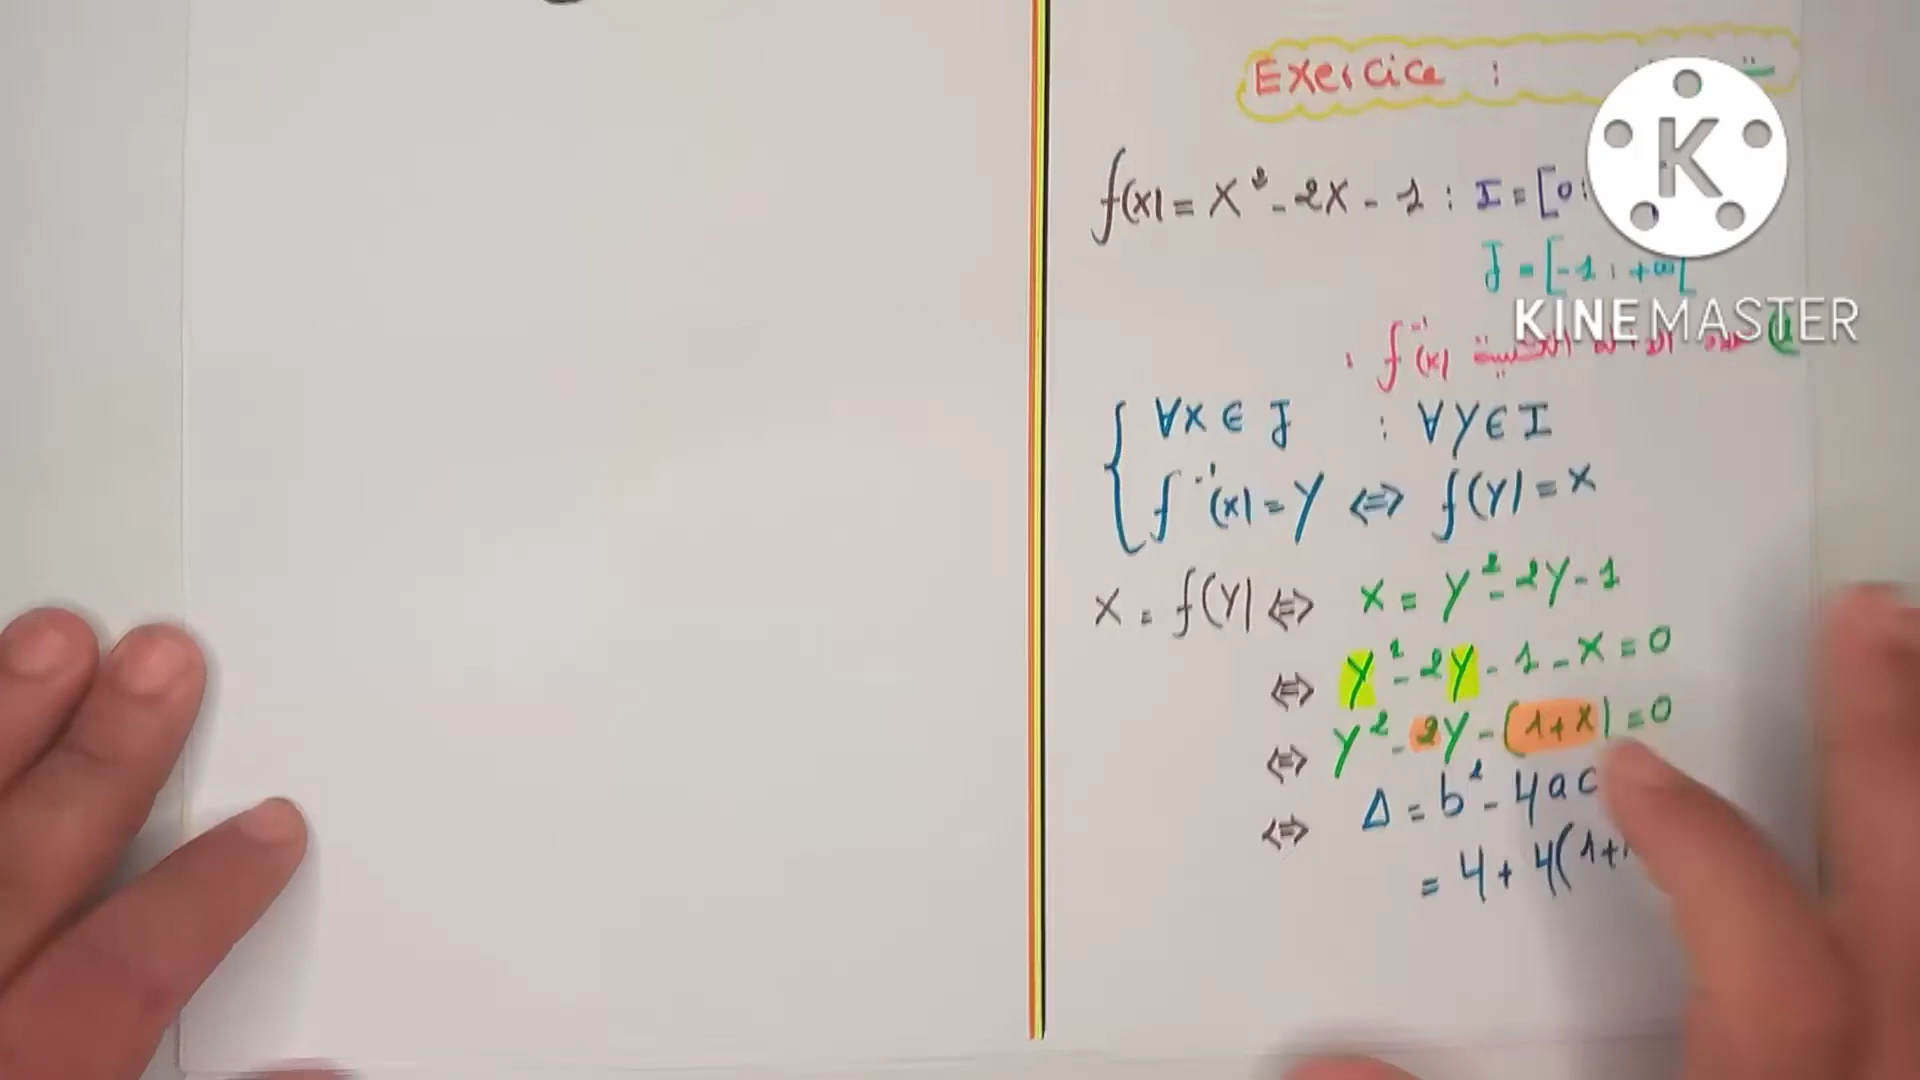 Exercice :
f(x) = x² - 2x - 1 : I = [0 :
J = [-1 ; +∞[
K
KINEMASTER
: f⁻¹(x)
∀x ∈ J : ∀y ∈ I
f⁻¹(x) = y ⇔ f(y) = x
x = f(y) ⇔ x = y² - 2y - 1
⇔ y² - 2y - 1 - x = 0
⇔ y² - 2y - (1+x) = 0
⇔ Δ = b² - 4ac
= 4 + 4(1+